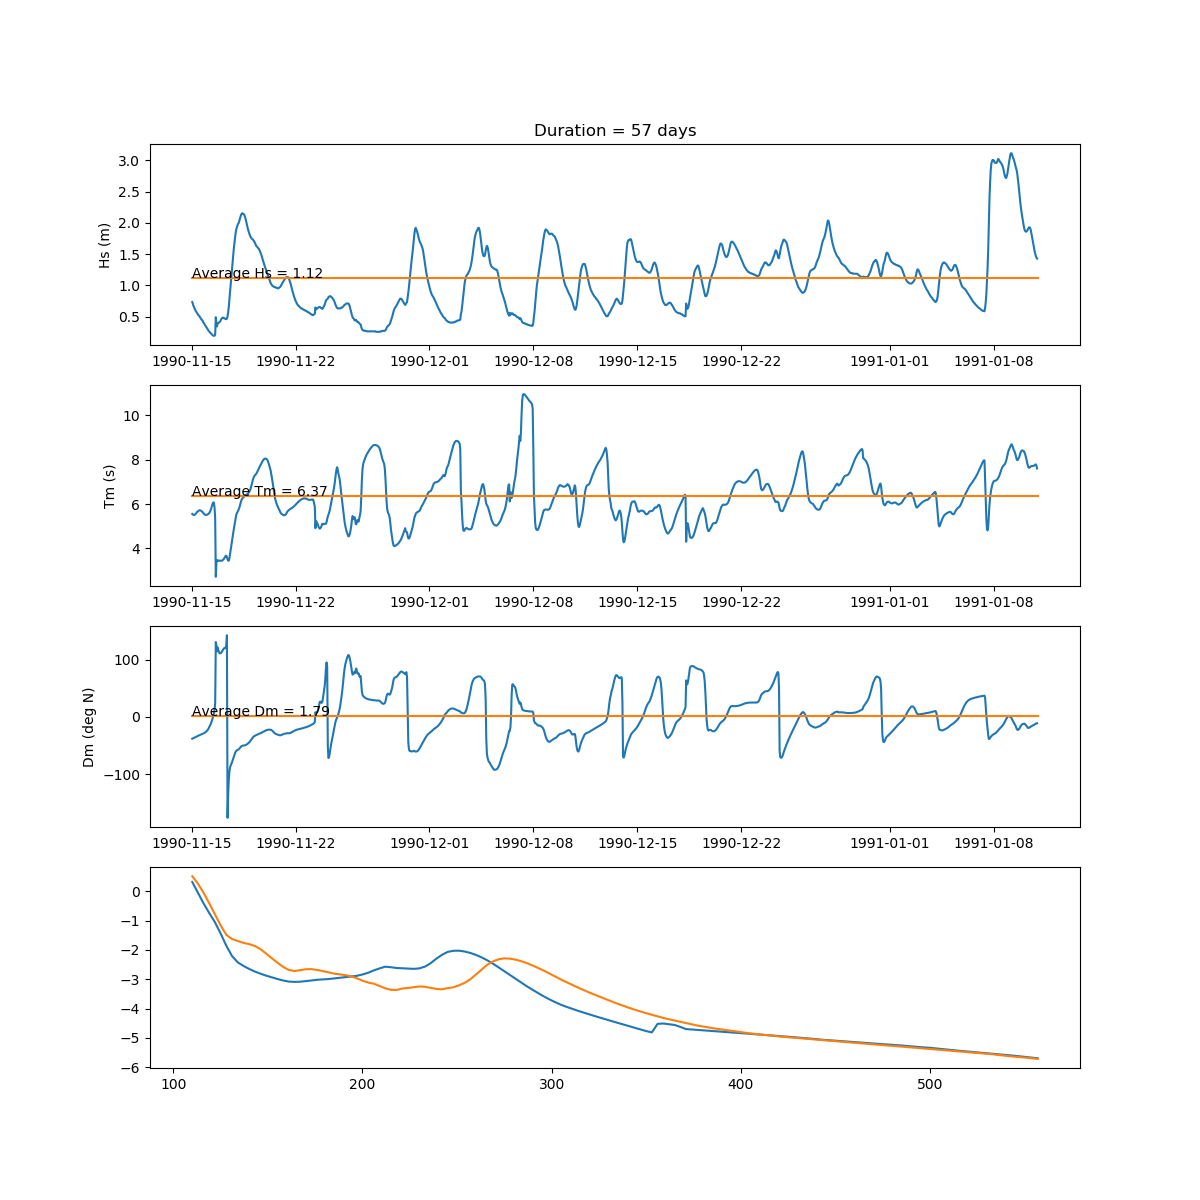 Duration = 57 days
3.0
2.5
2.0
1.5
1.0
0.5
Hs (m)
Average Hs = 1.12
1990-11-15 1990-11-22 1990-12-01 1990-12-08 1990-12-15 1990-12-22 1991-01-01 1991-01-08
10
8
6
4
Tm (s)
Average Tm = 6.37
1990-11-15 1990-11-22 1990-12-01 1990-12-08 1990-12-15 1990-12-22 1991-01-01 1991-01-08
100
0
−100
Dm (deg N)
Average Dm = 1.79
1990-11-15 1990-11-22 1990-12-01 1990-12-08 1990-12-15 1990-12-22 1991-01-01 1991-01-08
0
−1
−2
−3
−4
−5
−6
100 200 300 400 500